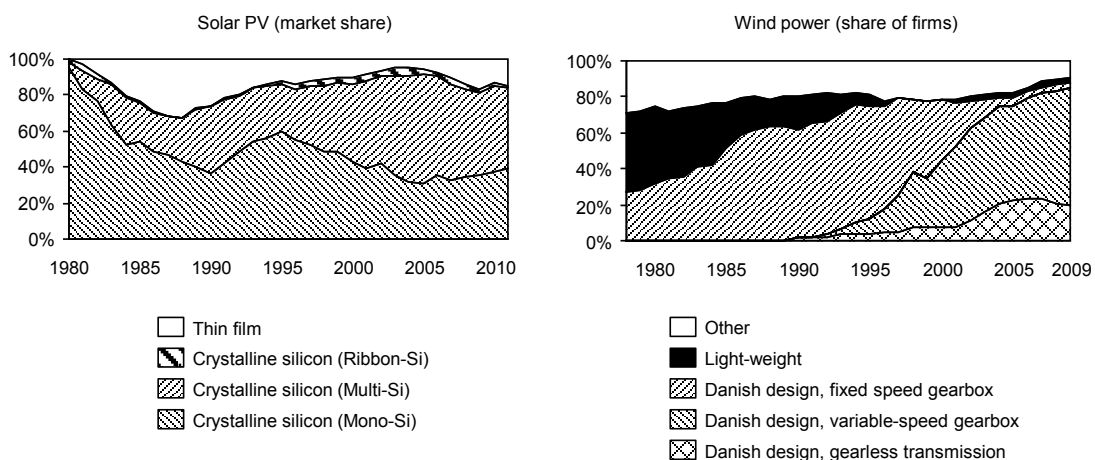 Solar PV (market share)
100%
80%
60%
40%
20%
0%
1980 1985 1990 1995 2000 2005 2010
Thin film
Crystalline silicon (Ribbon-Si)
Crystalline silicon (Multi-Si)
Crystalline silicon (Mono-Si)
Wind power (share of firms)
100%
80%
60%
40%
20%
0%
1980 1985 1990 1995 2000 2005 2009
Other
Light-weight
Danish design, fixed speed gearbox
Danish design, variable-speed gearbox
Danish design, gearless transmission